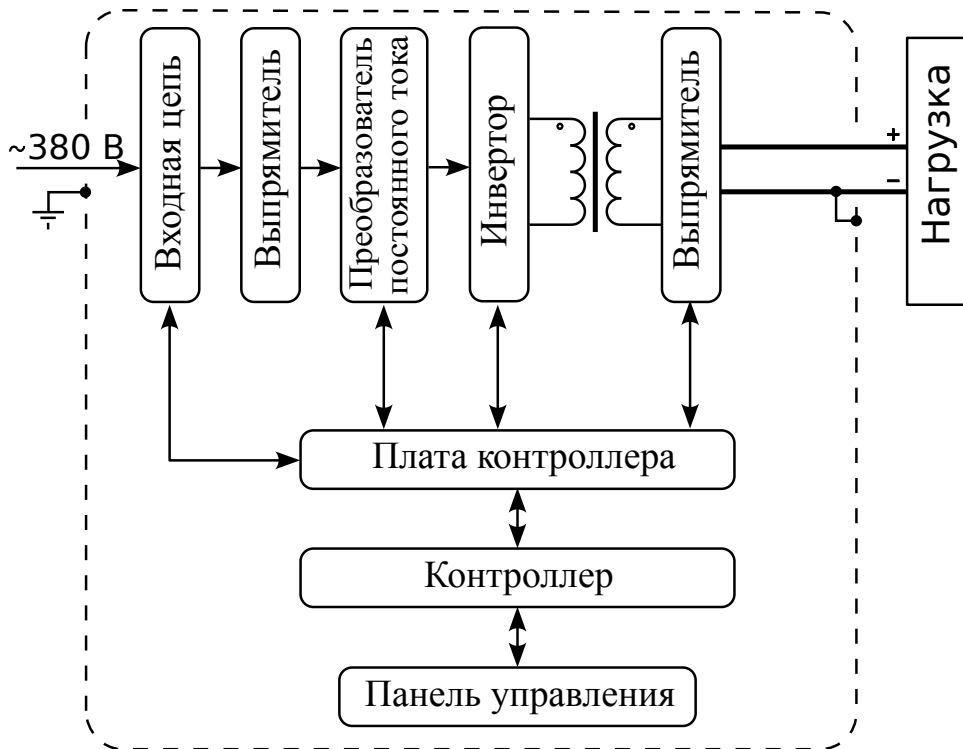 ~380 В
Входная цепь
Выпрямитель
Преобразователь
постоянного тока
Инвертор
Выпрямитель
+
−
Нагрузка
Плата контроллера
Контроллер
Панель управления